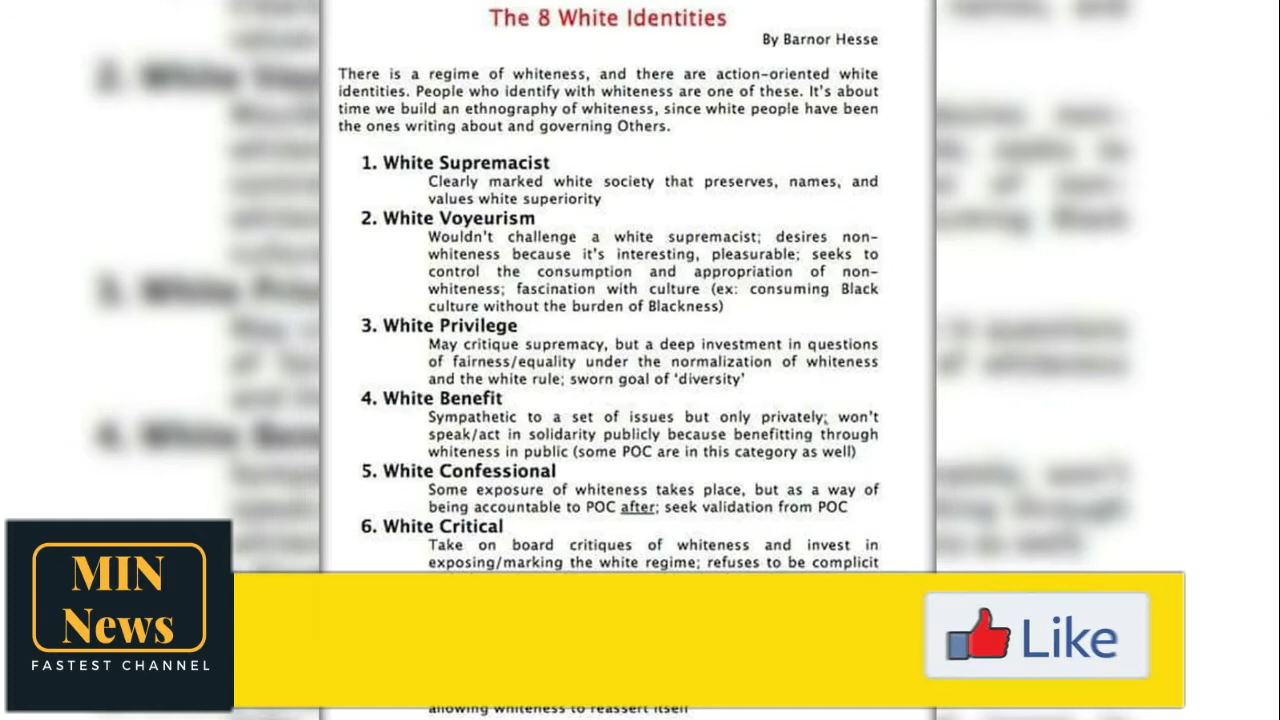 The 8 White Identities
By Barnor Hesse
There is a regime of whiteness, and there are action-oriented white
identities. People who identify with whiteness are one of these. It's about
time we build an ethnography of whiteness, since white people have been
the ones writing about and governing Others.
1. White Supremacist
Clearly marked white society that preserves, names, and
values white superiority
2. White Voyeurism
Wouldn't challenge a white supremacist; desires non-
whiteness because it's interesting, pleasurable; seeks to
control the consumption and appropriation of non-
whiteness; fascination with culture (ex: consuming Black
culture without the burden of Blackness)
3. White Privilege
May critique supremacy, but a deep investment in questions
of fairness/equality under the normalization of whiteness
and the white rule; sworn goal of 'diversity'
4. White Benefit
Sympathetic to a set of issues but only privately; won't
speak/act in solidarity publicly because benefitting through
whiteness in public (some POC are in this category as well)
5. White Confessional
Some exposure of whiteness takes place, but as a way of
being accountable to POC after; seek validation from POC
6. White Critical
Take on board critiques of whiteness and invest in
exposing/marking the white regime; refuses to be complicit
allowing whiteness to reassert itself
MIN
News
FASTEST CHANNEL
Like